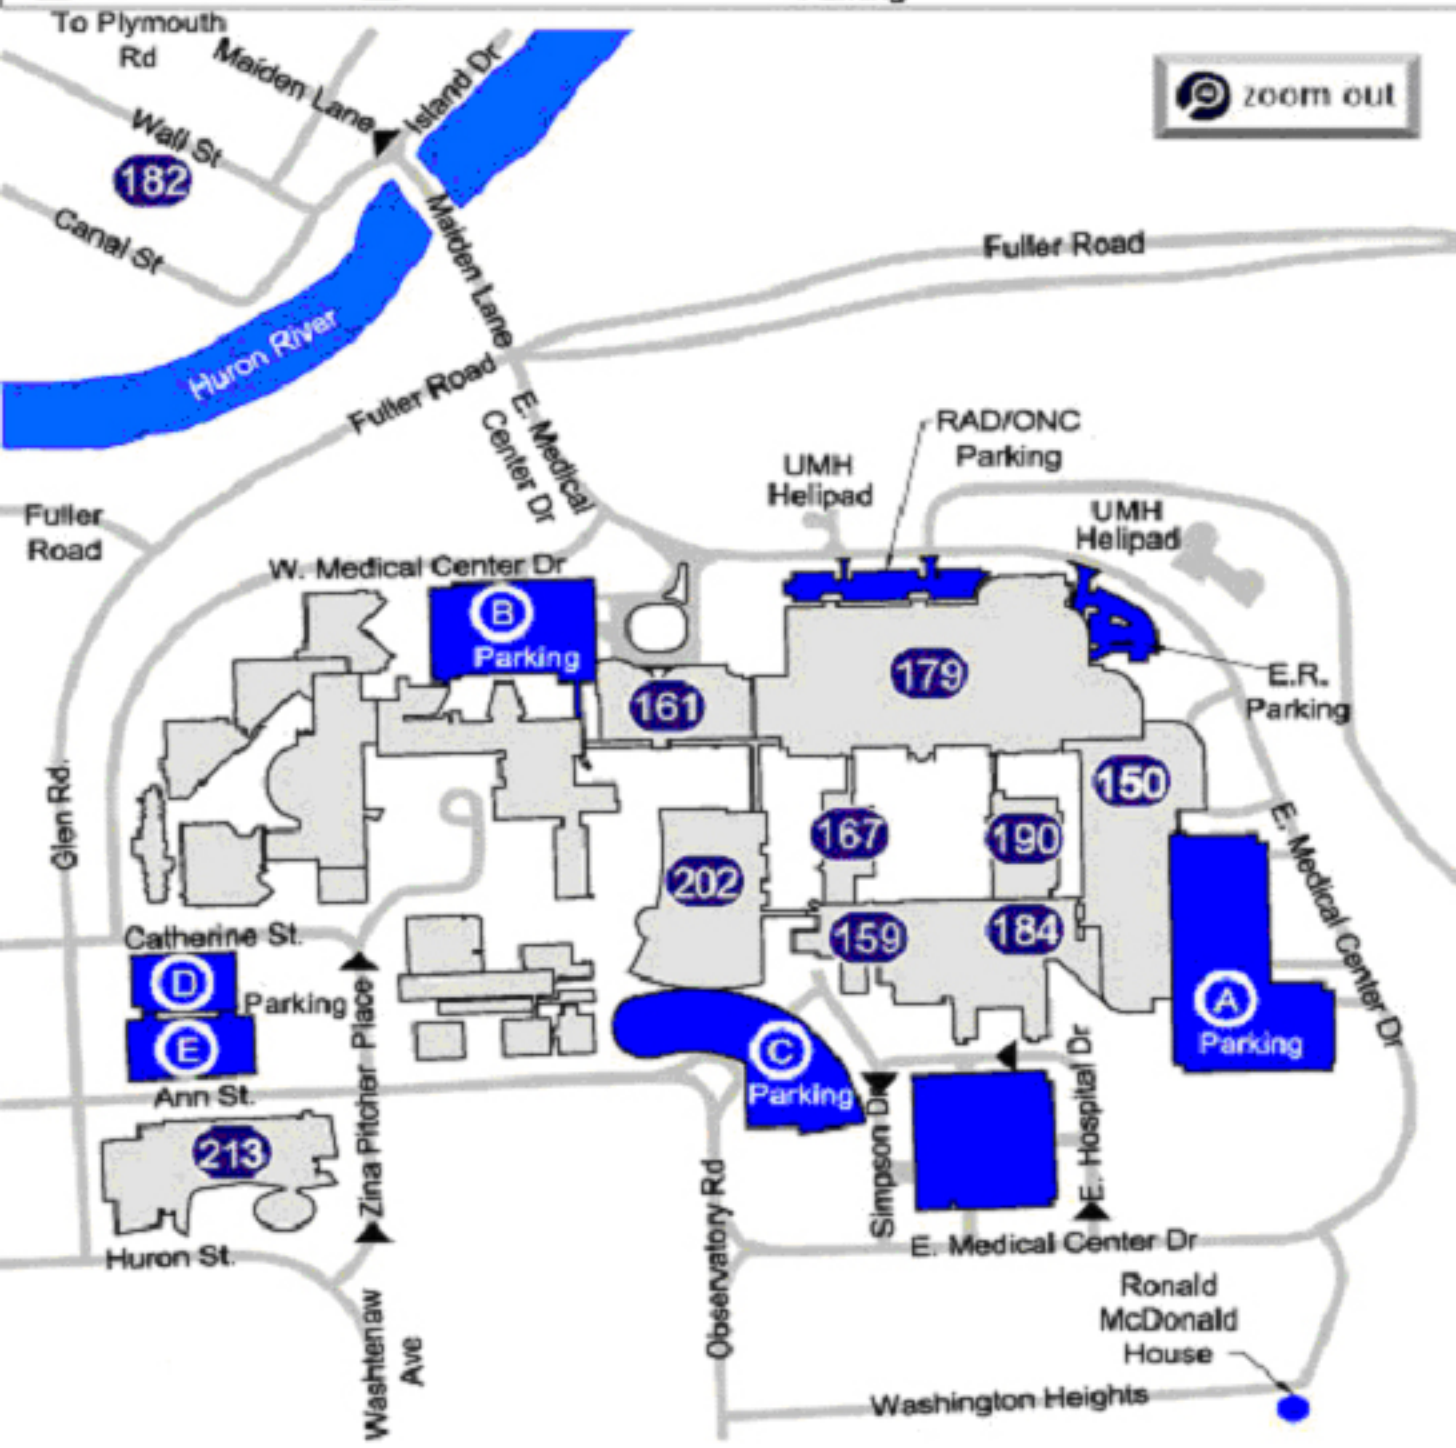 To Plymouth
Rd
Maiden Lane
Island Dr
zoom out
Wall St
182
Canal St
Maiden Lane
Fuller Road
Huron River
Fuller Road
E. Medical
Center Dr
RAD/ONC
Parking
UMH
Helipad
UMH
Helipad
Fuller
Road
W. Medical Center Dr
B
Parking
179
E.R.
Parking
161
150
Glen Rd.
167
190
E. Medical Center Dr
202
Catherine St.
159
184
D
Parking
E
A
Parking
C
Parking
Ann St.
Zina Pitcher Place
213
Simpson Dr
E. Hospital Dr
Observatory Rd
Huron St.
E. Medical Center Dr
Washtenaw
Ave
Ronald
McDonald
House
Washington Heights